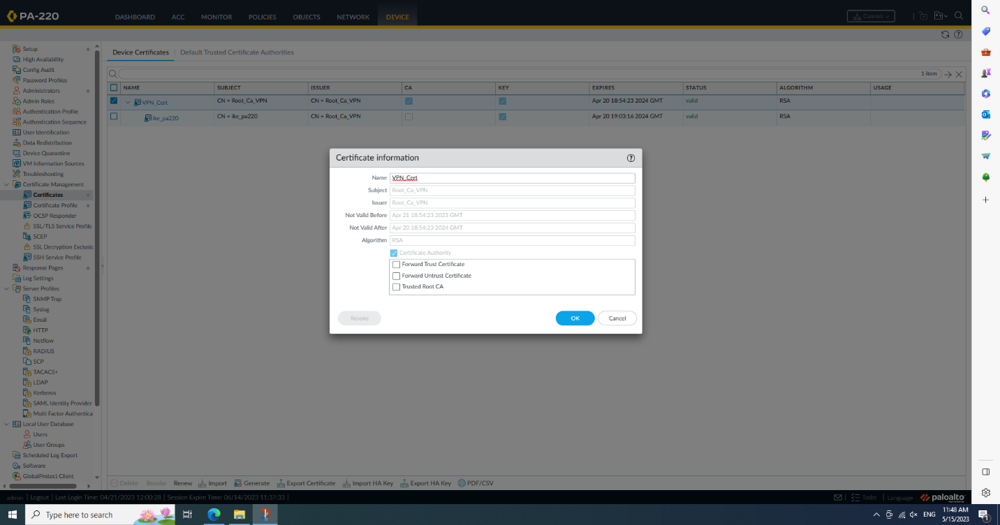 PA-220 DASHBOARD ACC MONITOR POLICIES OBJECTS NETWORK DEVICE Commit
Device Certificates Default Trusted Certificate Authorities
Setup
High Availability
Config Audit
Password Profiles
Administrators
Admin Roles
Authentication Profile
Authentication Sequence
User Identification
Data Redistribution
Device Quarantine
VM Information Sources
Troubleshooting
Certificate Management
Certificates
Certificate Profile
OCSP Responder
SSL/TLS Service Profile
SCEP
SSL Decryption Exclusic
SSH Service Profile
Response Pages
Log Settings
Server Profiles
SNMP Trap
Syslog
Email
HTTP
Netflow
RADIUS
SCP
TACACS+
LDAP
Kerberos
SAML Identity Provider
Multi Factor Authentica
Local User Database
Users
User Groups
Scheduled Log Export
Software
GlobalProtect Client
1 item
NAME SUBJECT ISSUER CA KEY EXPIRES STATUS ALGORITHM USAGE
VPN_Cert CN = Root_Ca_VPN CN = Root_Ca_VPN Apr 20 18:54:23 2024 GMT valid RSA
ike_pa220 CN = ike_pa220 CN = Root_Ca_VPN Apr 20 19:03:16 2024 GMT valid RSA
Certificate information
Name VPN_Cert
Subject Root_Ca_VPN
Issuer Root_Ca_VPN
Not Valid Before Apr 21 18:54:23 2023 GMT
Not Valid After Apr 20 18:54:23 2024 GMT
Algorithm RSA
Certificate Authority
Forward Trust Certificate
Forward Untrust Certificate
Trusted Root CA
Revoke OK Cancel
Delete Revoke Renew Import Generate Export Certificate Import HA Key Export HA Key PDF/CSV
admin | Logout | Last Login Time: 04/21/2023 12:00:28 | Session Expire Time: 06/14/2023 11:37:33 | Tasks | Language paloalto NETWORKS
Type here to search ENG 11:48 AM
5/15/2023 1